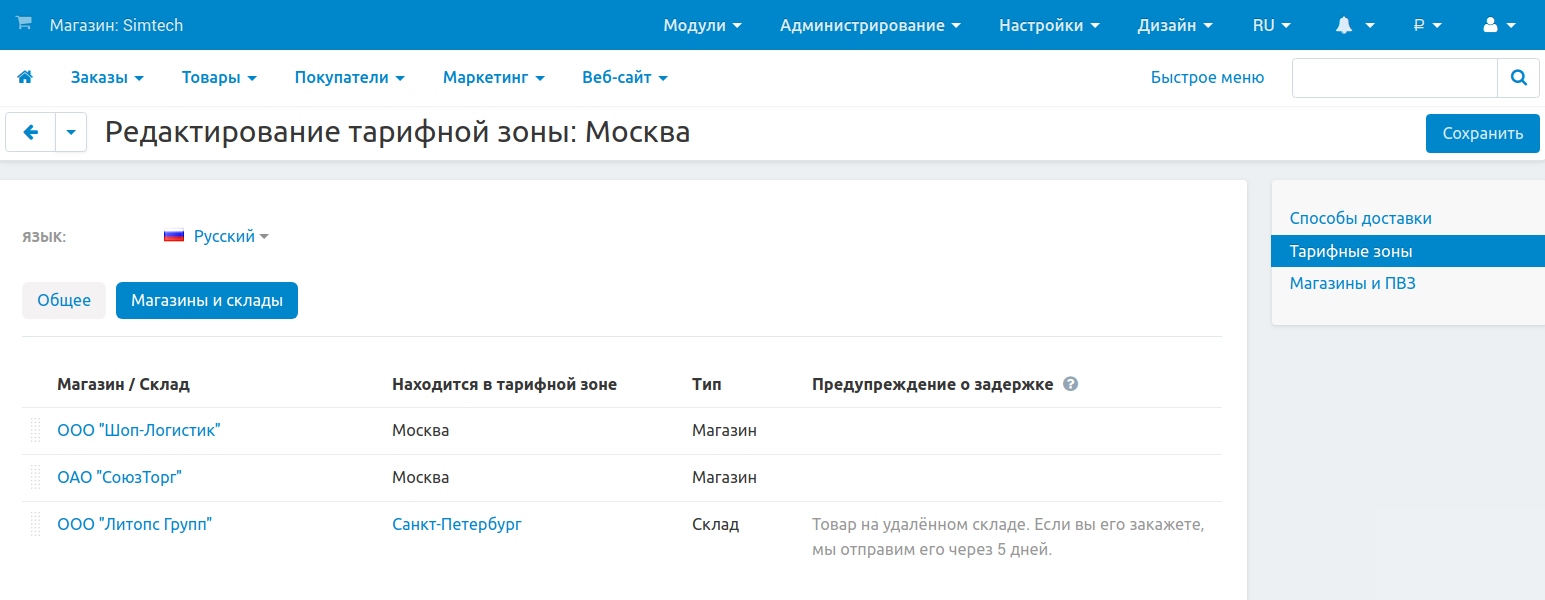 Магазин: Simtech Модули Администрирование Настройки Дизайн RU ₽
Заказы Товары Покупатели Маркетинг Веб-сайт Быстрое меню
Редактирование тарифной зоны: Москва Сохранить
ЯЗЫК: Русский
Способы доставки
Тарифные зоны
Магазины и ПВЗ
Общее Магазины и склады
Магазин / Склад Находится в тарифной зоне Тип Предупреждение о задержке ?
ООО "Шоп-Логистик" Москва Магазин
ОАО "СоюзТорг" Москва Магазин
ООО "Литопс Групп" Санкт-Петербург Склад Товар на удалённом складе. Если вы его закажете,
мы отправим его через 5 дней.